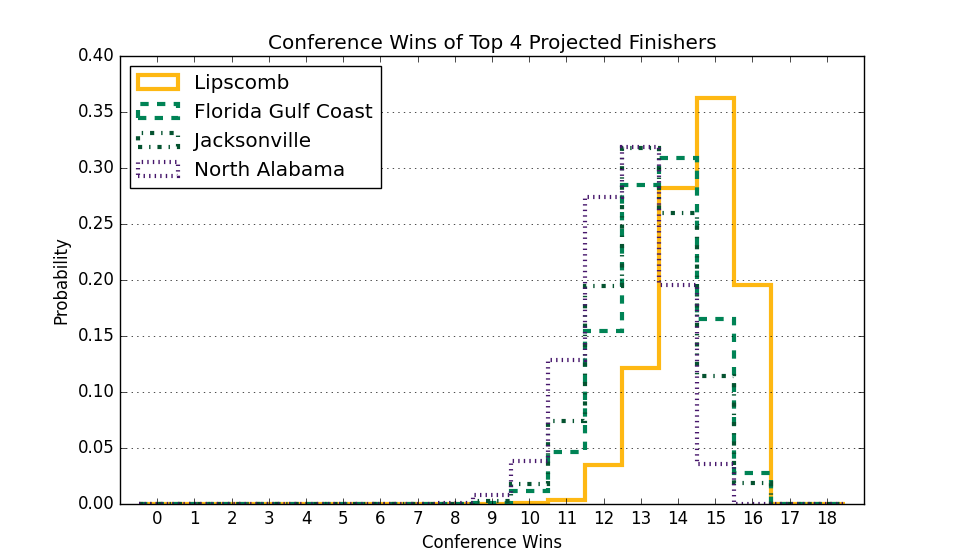 Conference Wins of Top 4 Projected Finishers
0.40
0.35
0.30
0.25
0.20
0.15
0.10
0.05
0.00
Probability
Lipscomb
Florida Gulf Coast
Jacksonville
North Alabama
0 1 2 3 4 5 6 7 8 9 10 11 12 13 14 15 16 17 18
Conference Wins